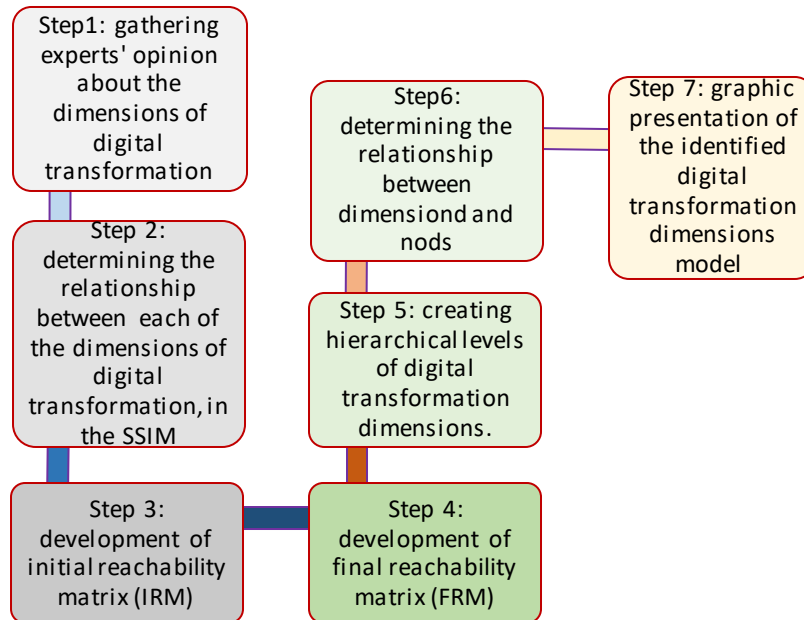 Step1: gathering
experts' opinion
about the
dimensions of
digital
transformation
Step 2:
determining the
relationship
between each of
the dimensions of
digital
transformation, in
the SSIM
Step 3:
development of
initial reachability
matrix (IRM)
Step 4:
development of
final reachability
matrix (FRM)
Step 5: creating
hierarchical levels
of digital
transformation
dimensions.
Step6:
determining the
relationship
between
dimensiond and
nods
Step 7: graphic
presentation of
the identified
digital
transformation
dimensions
model